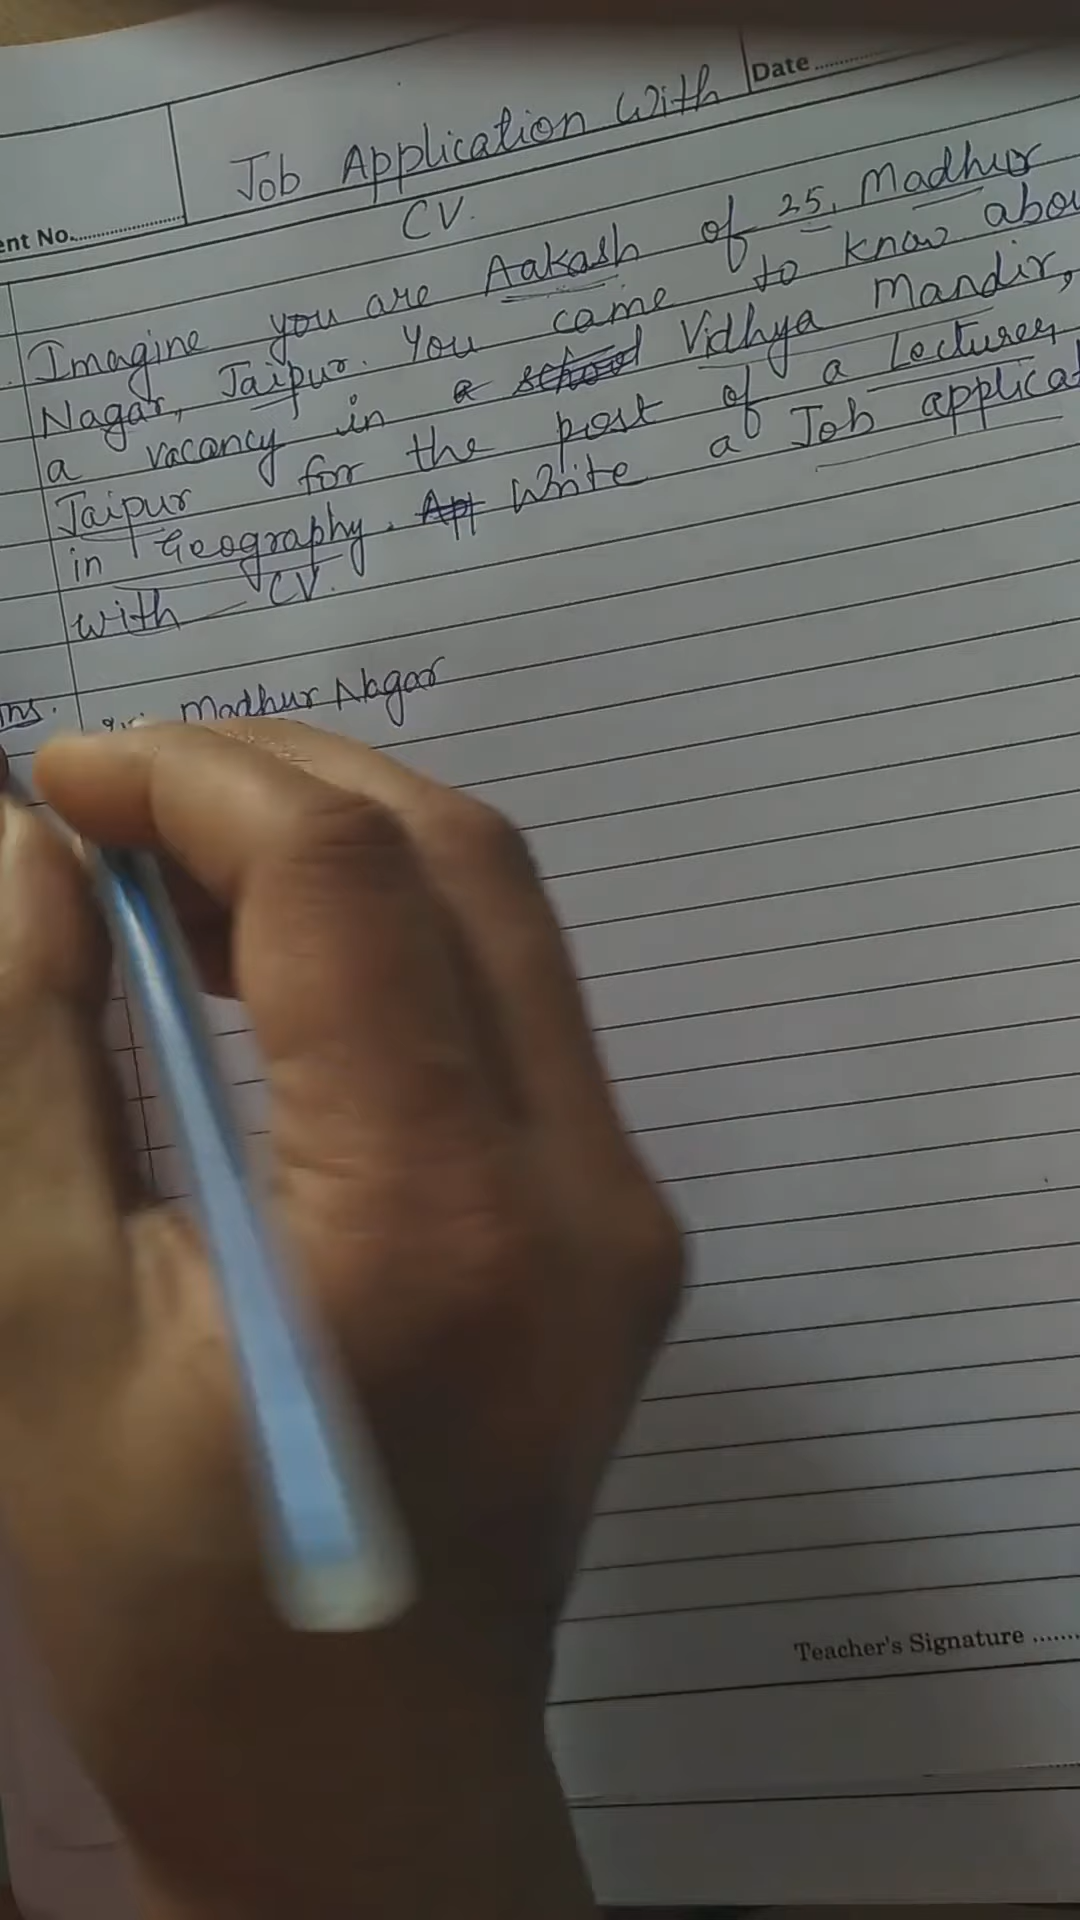 Date ..........
Job Application with
CV.
ent No...............
Imagine you are Aakash of 25, Madhur
Nagar, Jaipur. You came to know abou
a vacancy in a school Vidhya Mandir,
Jaipur for the post of a Lecturer
in Geography. Ap Write a Job applicat
with CV.
Ans.
Madhur Nagar
Teacher's Signature .......